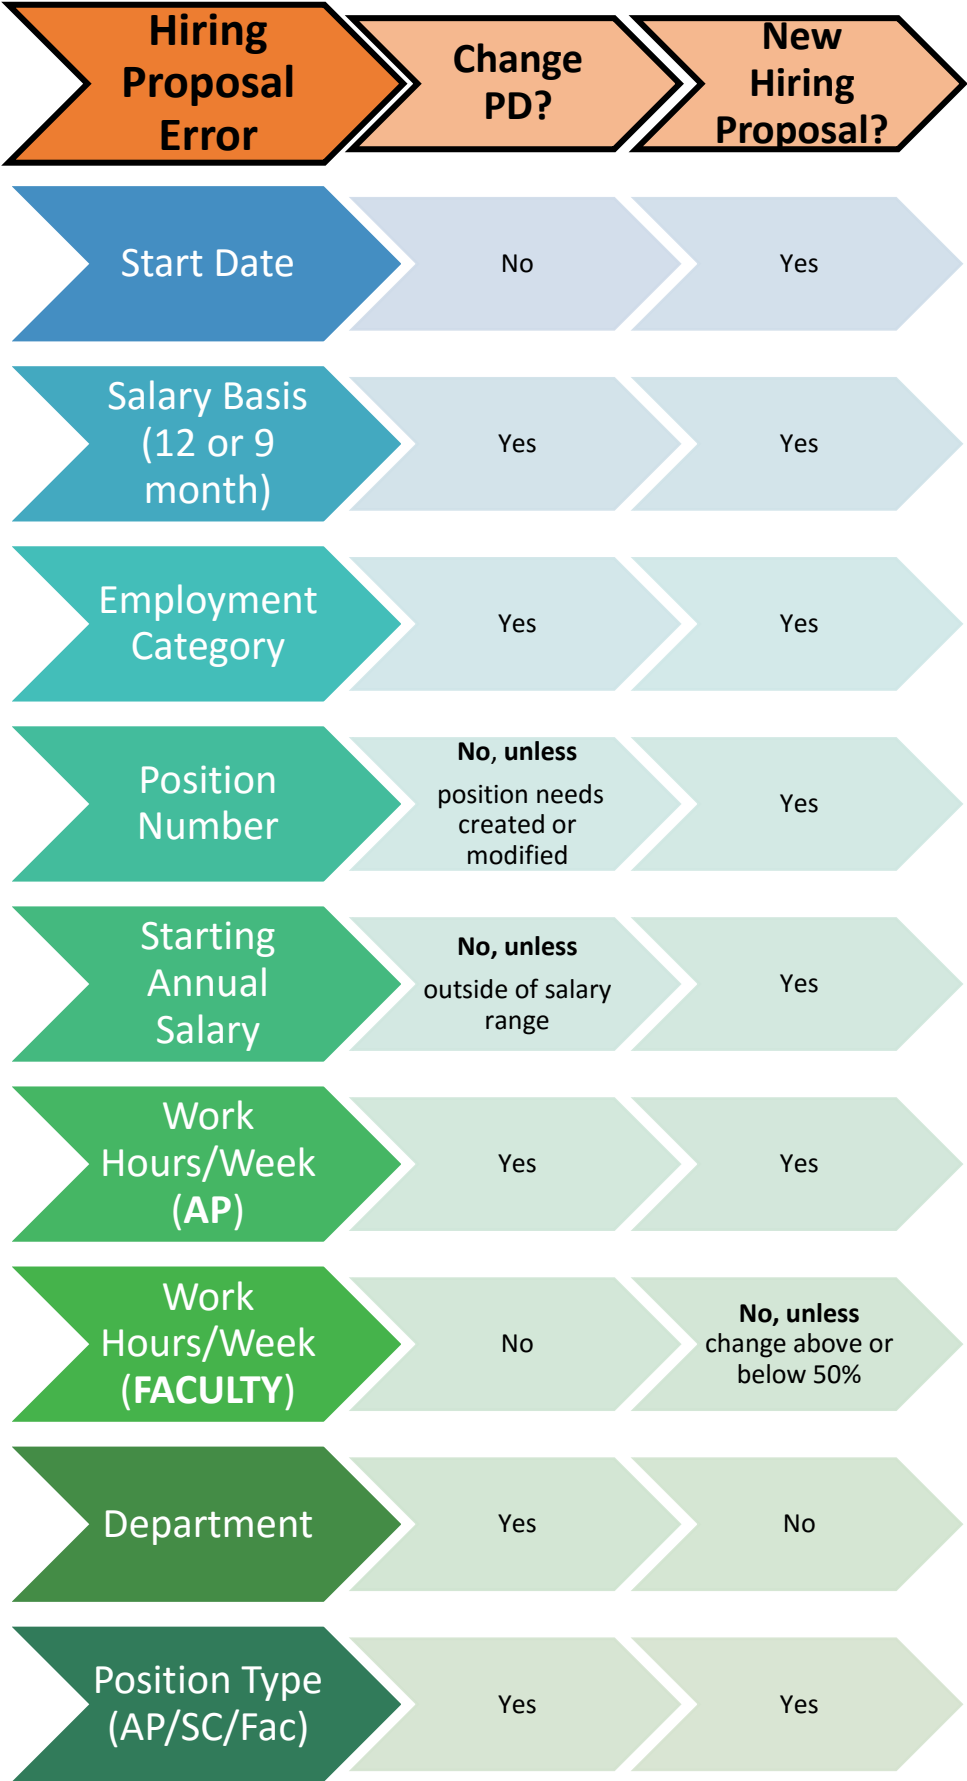 Hiring
Proposal
Error
Change
PD?
New
Hiring
Proposal?
Start Date
No
Yes
Salary Basis
(12 or 9
month)
Yes
Yes
Employment
Category
Yes
Yes
Position
Number
No, unless
position needs
created or
modified
Yes
Starting
Annual
Salary
No, unless
outside of salary
range
Yes
Work
Hours/Week
(AP)
Yes
Yes
Work
Hours/Week
(FACULTY)
No
No, unless
change above or
below 50%
Department
Yes
No
Position Type
(AP/SC/Fac)
Yes
Yes